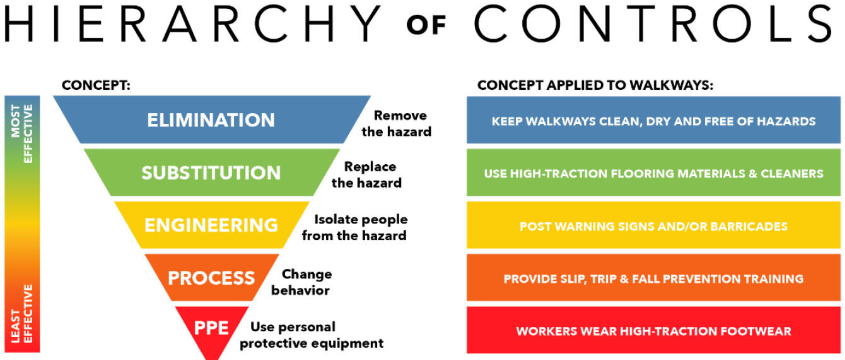 HIERARCHY OF CONTROLS
CONCEPT:
CONCEPT APPLIED TO WALKWAYS:
MOST
EFFECTIVE
ELIMINATION
Remove
the hazard
KEEP WALKWAYS CLEAN, DRY AND FREE OF HAZARDS
SUBSTITUTION
Replace
the hazard
USE HIGH-TRACTION FLOORING MATERIALS & CLEANERS
ENGINEERING
Isolate people
from the hazard
POST WARNING SIGNS AND/OR BARRICADES
PROCESS
Change
behavior
PROVIDE SLIP, TRIP & FALL PREVENTION TRAINING
LEAST
EFFECTIVE
PPE
Use personal
protective equipment
WORKERS WEAR HIGH-TRACTION FOOTWEAR